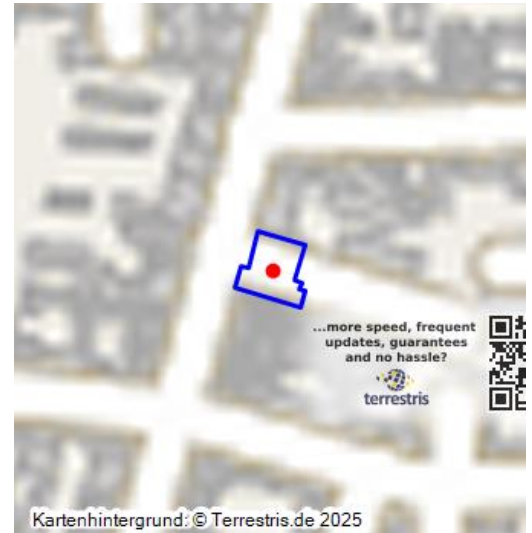 ...more speed, frequent
updates, guarantees
and no hassle?
terrestris
Kartenhintergrund: © Terrestris.de 2025